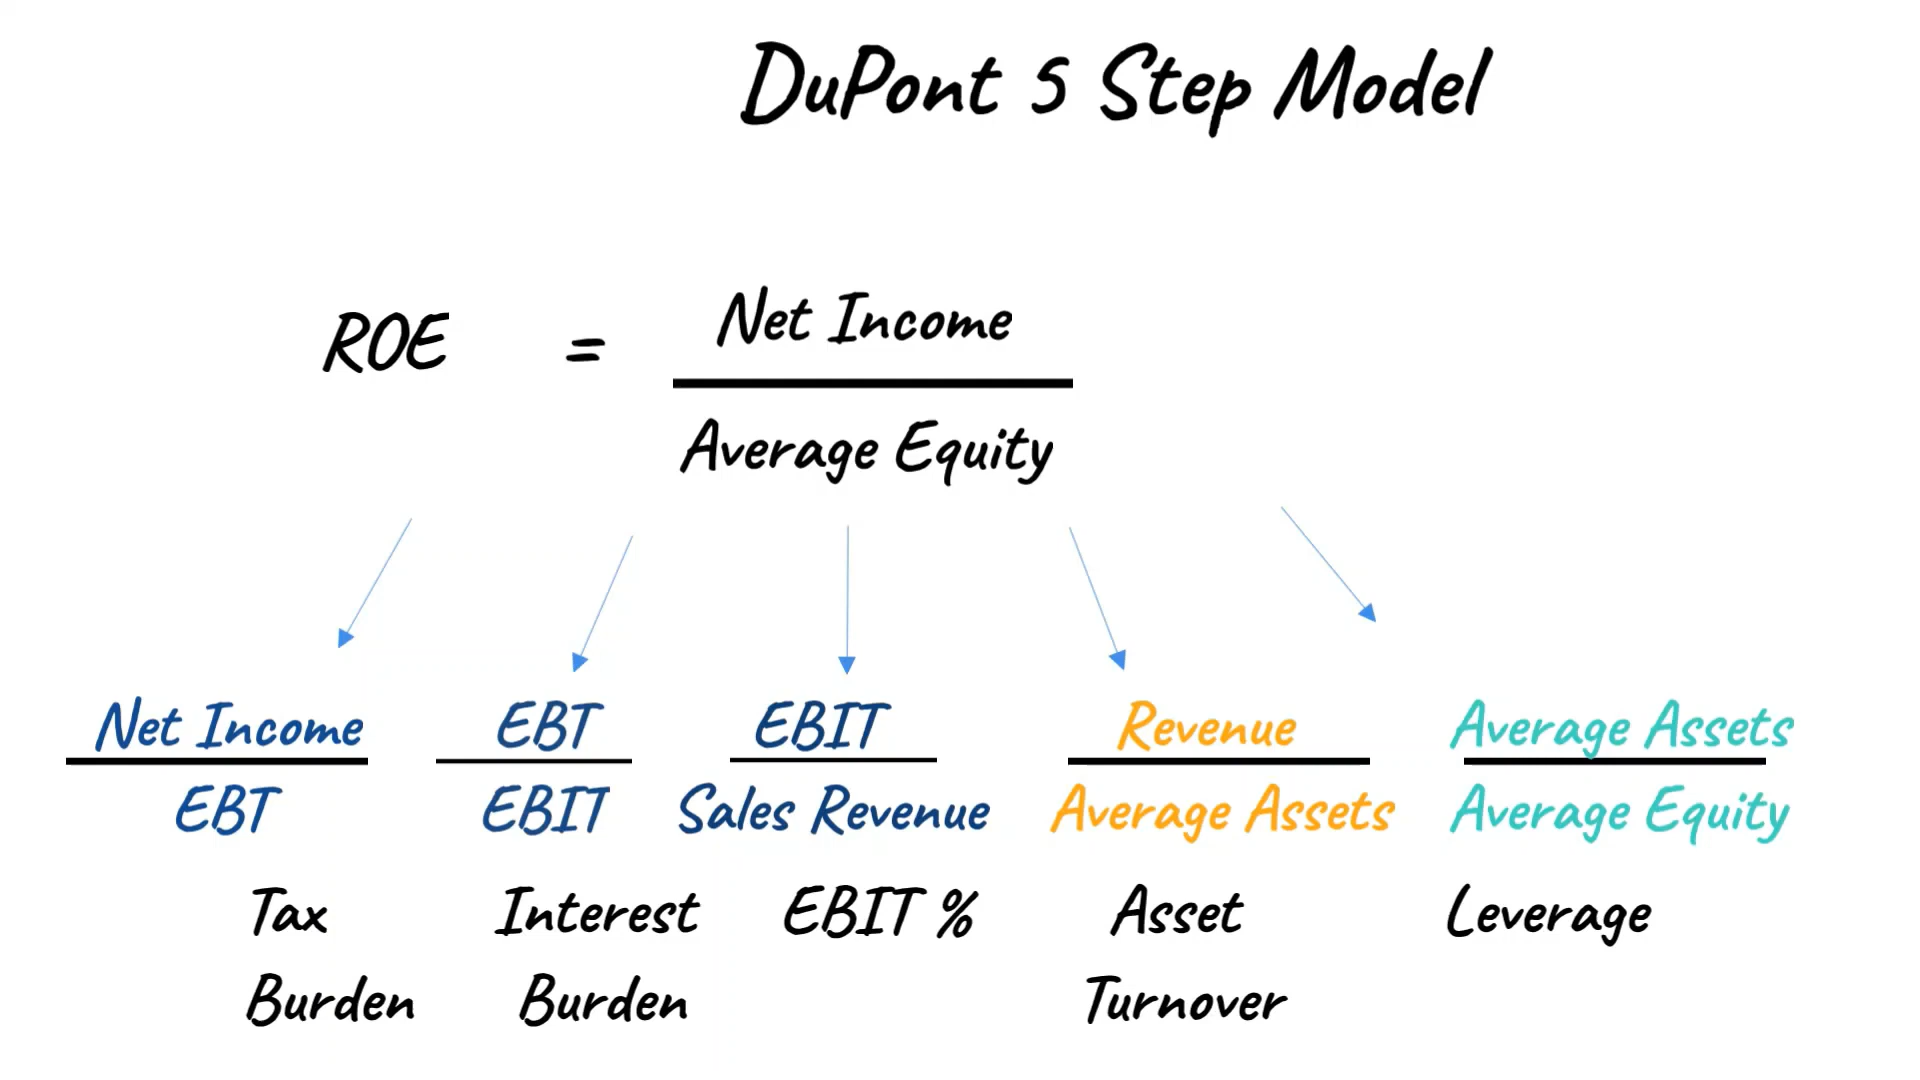 DuPont 5 Step Model
ROE = Net Income
Average Equity
Net Income EBT EBIT Revenue Average Assets
EBT EBIT Sales Revenue Average Assets Average Equity
Tax Interest EBIT % Asset Leverage
Burden Burden Turnover